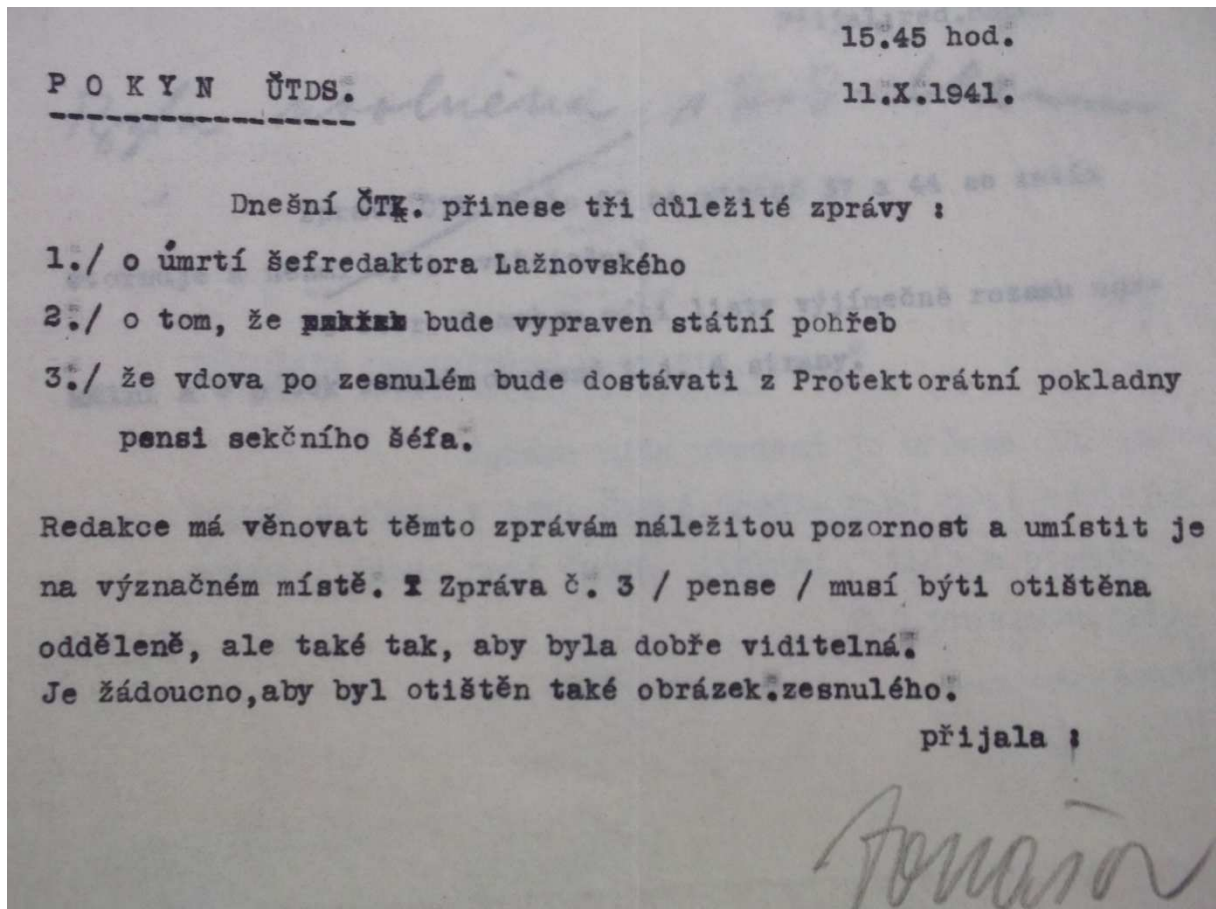 15.45 hod.
P O K Y N ÚTDS.
11.X.1941.
Dnešní ČTK. přinese tři důležité zprávy :
1./ o úmrtí šefredaktora Lažnovského
2./ o tom, že bude vypraven státní pohřeb
3./ že vdova po zesnulém bude dostávati z Protektorátní pokladny
pensi sekčního šéfa.
Redakce má věnovat těmto zprávám náležitou pozornost a umístit je
na význačném místě. Zpráva č. 3 / pense / musí býti otištěna
odděleně, ale také tak, aby byla dobře viditelná.
Je žádoucno,aby byl otištěn také obrázek.zesnulého.
přijala :